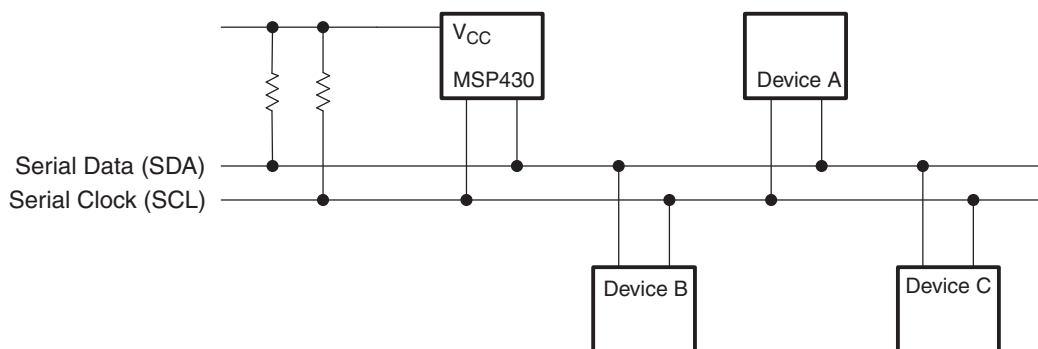 VCC
MSP430
Device A
Serial Data (SDA)
Serial Clock (SCL)
Device B
Device C